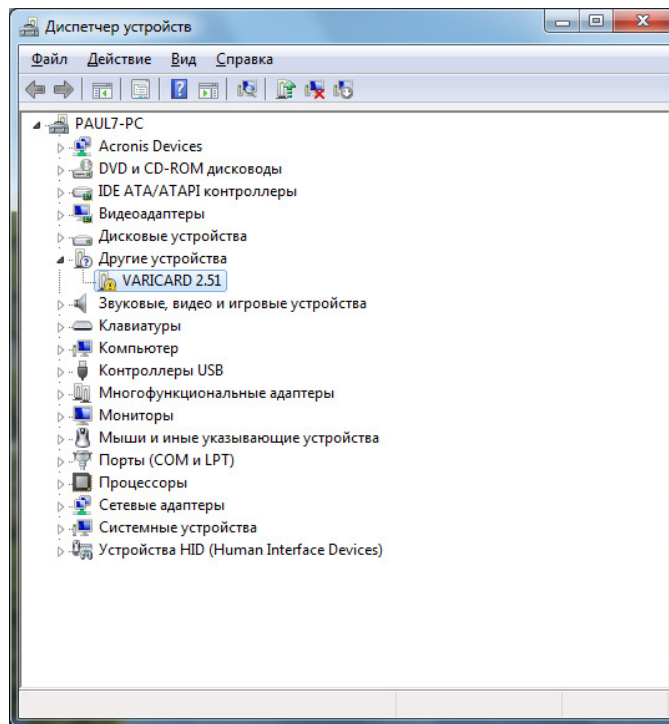 Диспетчер устройств
Файл Действие Вид Справка
PAUL7-PC
Acronis Devices
DVD и CD-ROM дисководы
IDE ATA/ATAPI контроллеры
Видеоадаптеры
Дисковые устройства
Другие устройства
VARICARD 2.51
Звуковые, видео и игровые устройства
Клавиатуры
Компьютер
Контроллеры USB
Многофункциональные адаптеры
Мониторы
Мыши и иные указывающие устройства
Порты (COM и LPT)
Процессоры
Сетевые адаптеры
Системные устройства
Устройства HID (Human Interface Devices)